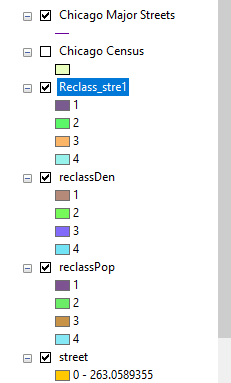 Chicago Major Streets
Chicago Census
Reclass_stre1
1
2
3
4
reclassDen
1
2
3
4
reclassPop
1
2
3
4
street
0 - 263.0589355